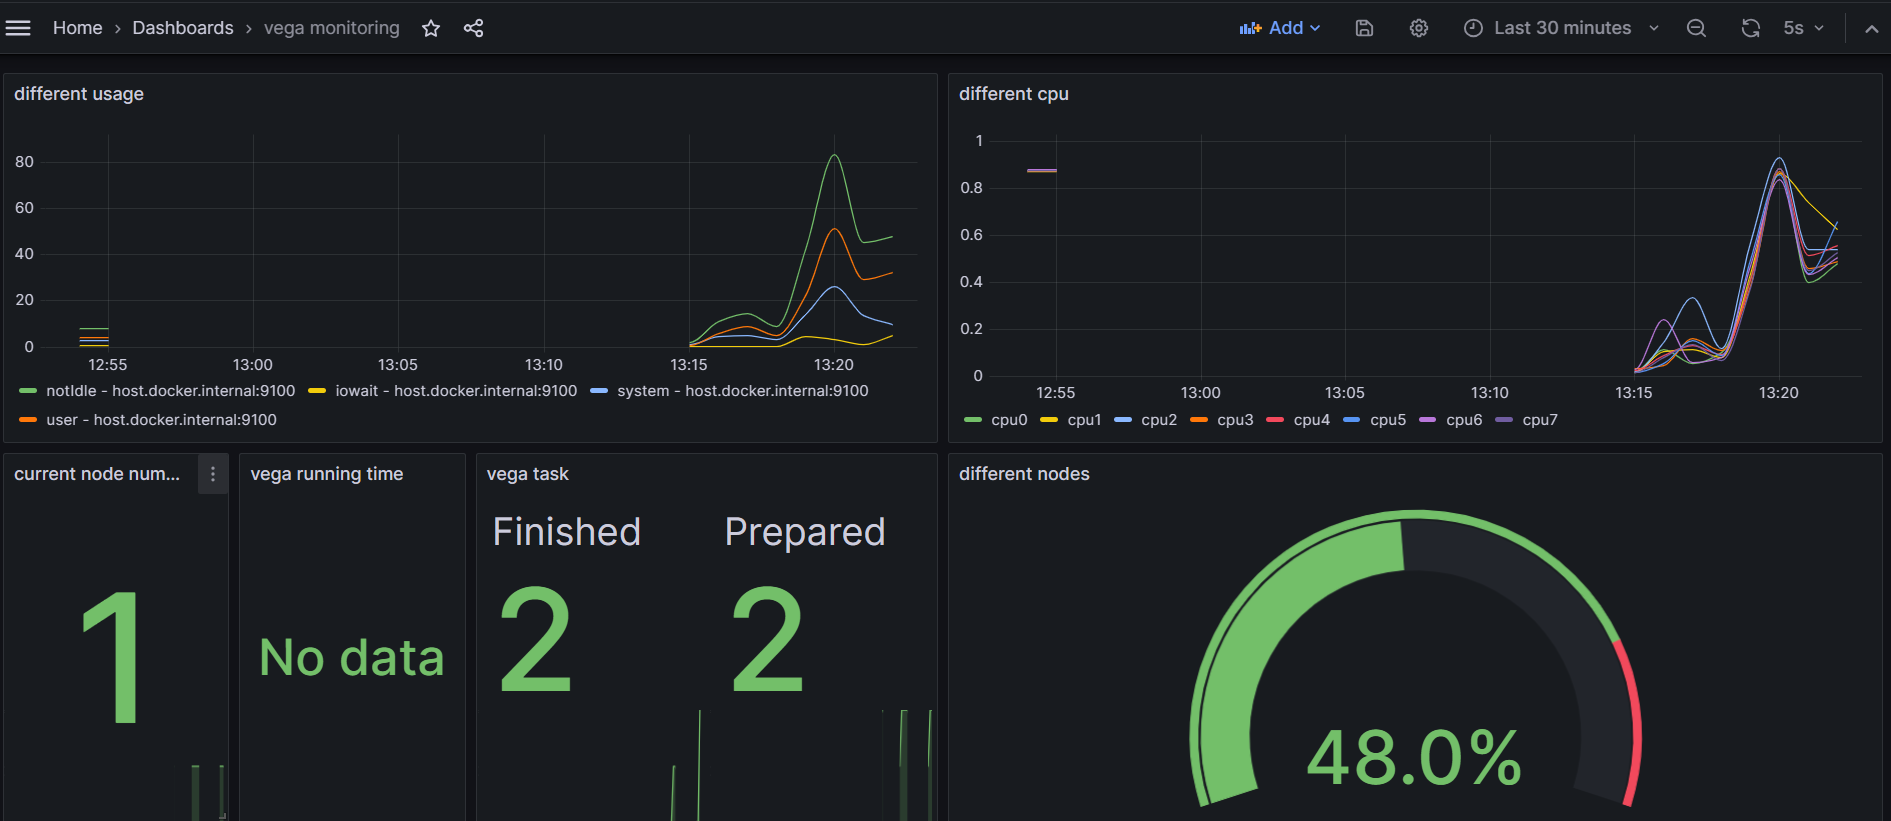 Home › Dashboards › vega monitoring
Add
Last 30 minutes
5s
different usage
80
60
40
20
0
12:55 13:00 13:05 13:10 13:15 13:20
notIdle - host.docker.internal:9100 iowait - host.docker.internal:9100 system - host.docker.internal:9100
user - host.docker.internal:9100
different cpu
1
0.8
0.6
0.4
0.2
0
12:55 13:00 13:05 13:10 13:15 13:20
cpu0 cpu1 cpu2 cpu3 cpu4 cpu5 cpu6 cpu7
current node num...
1
vega running time
No data
vega task
Finished Prepared
2 2
different nodes
48.0%